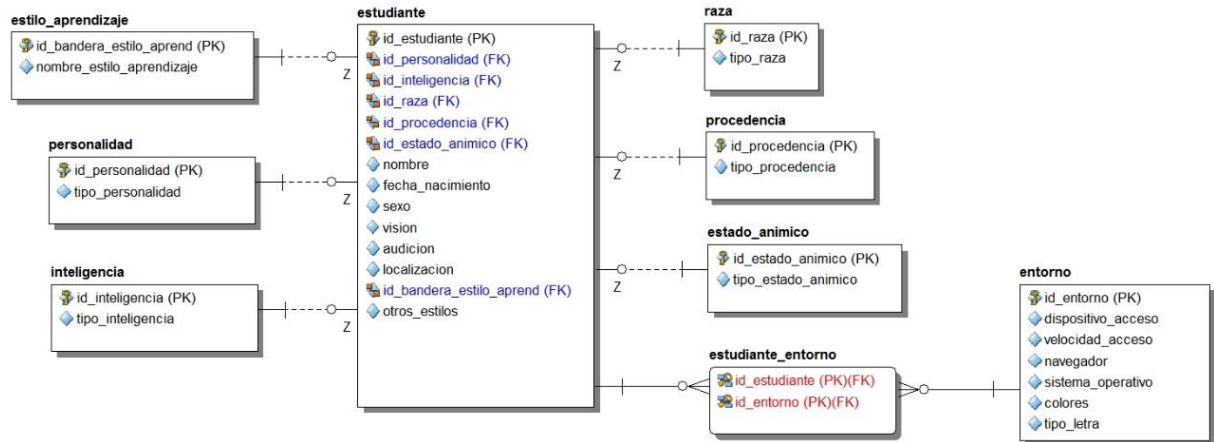 estilo_aprendizaje
id_bandera_estilo_aprend (PK)
nombre_estilo_aprendizaje
personalidad
id_personalidad (PK)
tipo_personalidad
inteligencia
id_inteligencia (PK)
tipo_inteligencia
Z
Z
Z
estudiante
id_estudiante (PK)
id_personalidad (FK)
id_inteligencia (FK)
id_raza (FK)
id_procedencia (FK)
id_estado_animico (FK)
nombre
fecha_nacimiento
sexo
vision
audicion
localizacion
id_bandera_estilo_aprend (FK)
otros_estilos
Z
Z
Z
raza
id_raza (PK)
tipo_raza
procedencia
id_procedencia (PK)
tipo_procedencia
estado_animico
id_estado_animico (PK)
tipo_estado_animico
estudiante_entorno
id_estudiante (PK)(FK)
id_entorno (PK)(FK)
entorno
id_entorno (PK)
dispositivo_acceso
velocidad_acceso
navegador
sistema_operativo
colores
tipo_letra